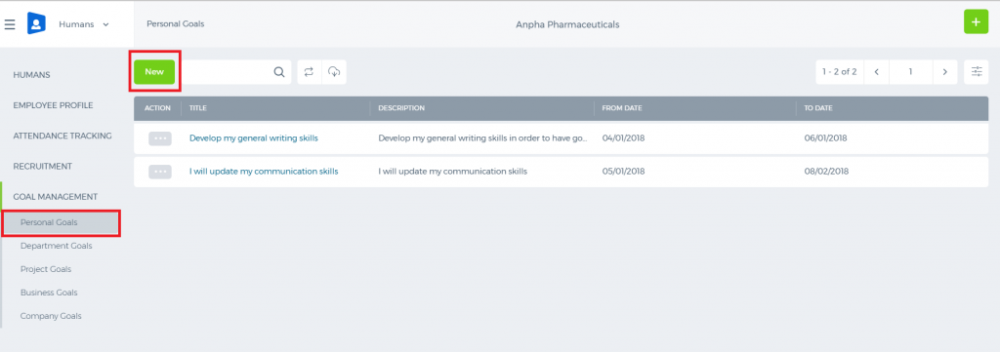 Humans
Personal Goals
Anpha Pharmaceuticals
+
New
1 - 2 of 2
1
HUMANS
EMPLOYEE PROFILE
ATTENDANCE TRACKING
RECRUITMENT
GOAL MANAGEMENT
Personal Goals
Department Goals
Project Goals
Business Goals
Company Goals
ACTION TITLE DESCRIPTION FROM DATE TO DATE
Develop my general writing skills Develop my general writing skills in order to have go... 04/01/2018 06/01/2018
I will update my communication skills I will update my communication skills 05/01/2018 08/02/2018